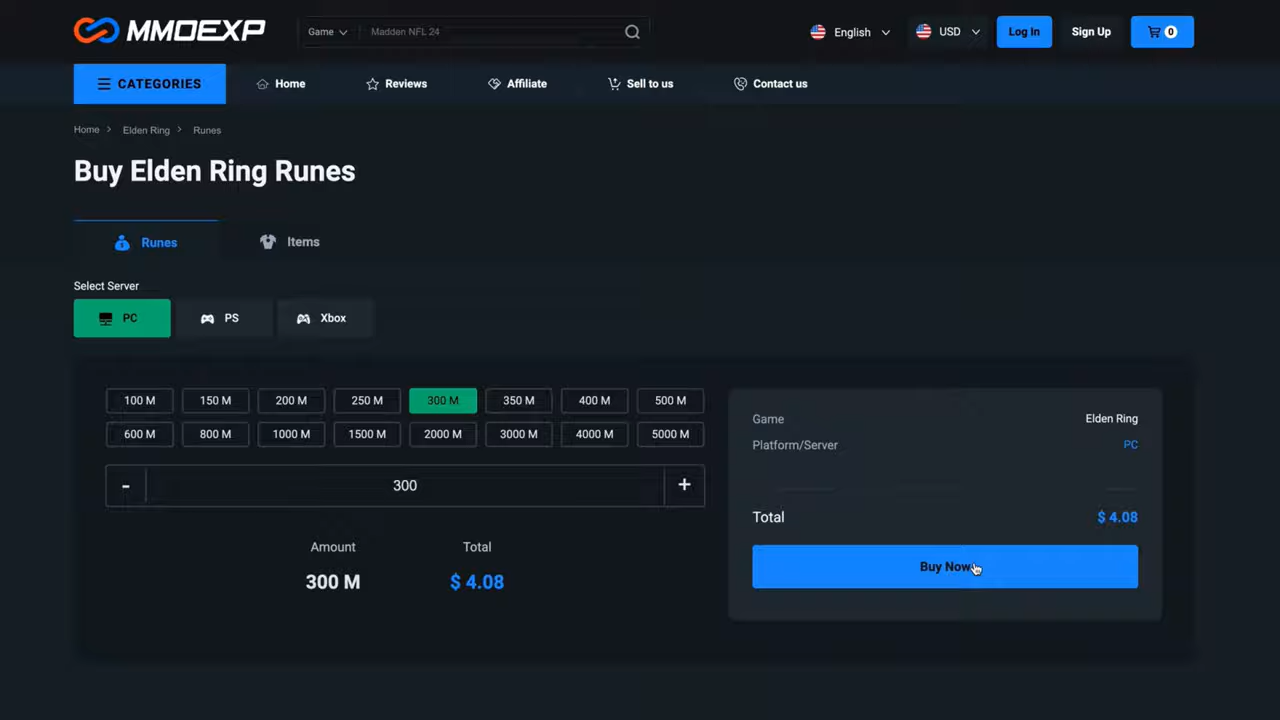 MMOEXP
Game
Madden NFL 24
English
USD
Log In
Sign Up
0
CATEGORIES
Home
Reviews
Affiliate
Sell to us
Contact us
Home > Elden Ring > Runes
Buy Elden Ring Runes
Runes
Items
Select Server
PC
PS
Xbox
100 M 150 M 200 M 250 M 300 M 350 M 400 M 500 M
600 M 800 M 1000 M 1500 M 2000 M 3000 M 4000 M 5000 M
- 300 +
Amount Total
300 M $ 4.08
Game Elden Ring
Platform/Server PC
Total $ 4.08
Buy Now